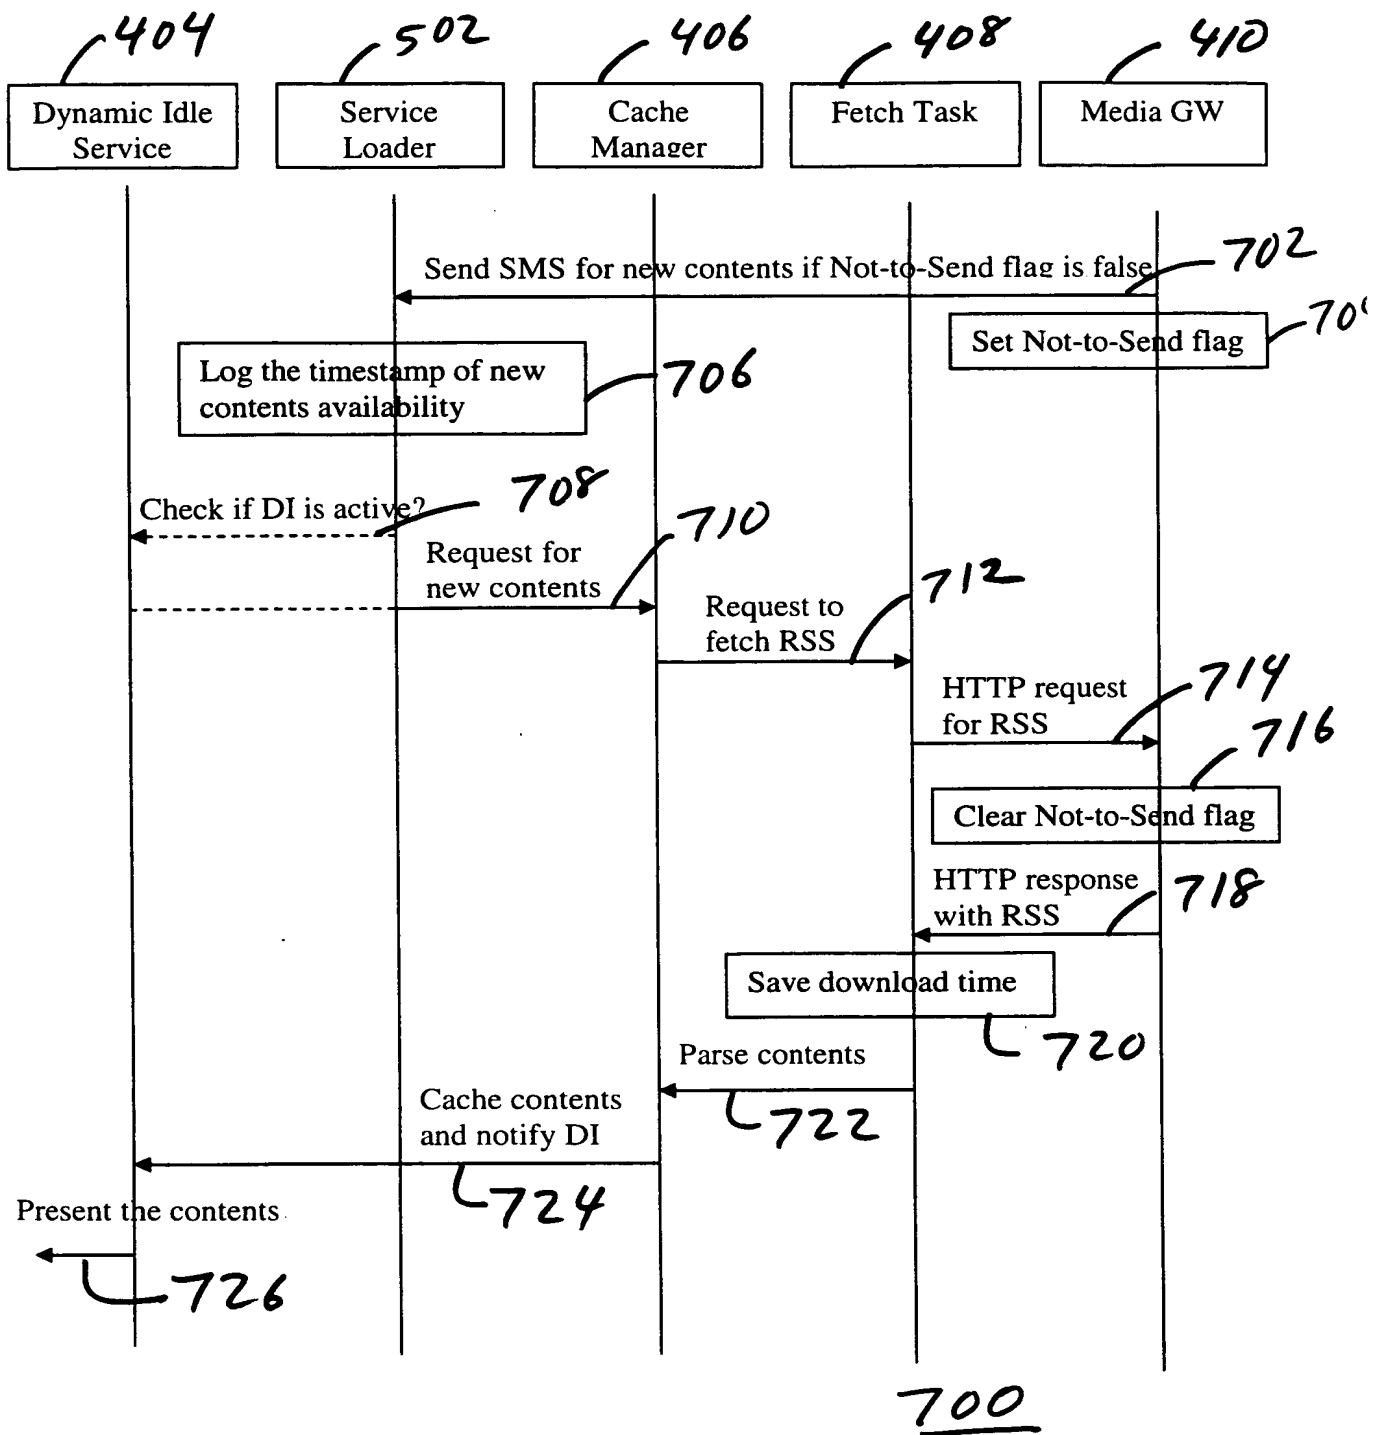 404
502
406
408
410
Dynamic Idle
Service
Service
Loader
Cache
Manager
Fetch Task
Media GW
702
Send SMS for new contents if Not-to-Send flag is false
Set Not-to-Send flag
Log the timestamp of new
contents availability
706
708
Check if DI is active?
710
Request for
new contents
712
Request to
fetch RSS
HTTP request
for RSS
714
716
Clear Not-to-Send flag
HTTP response
with RSS
718
Save download time
720
Parse contents
722
Cache contents
and notify DI
724
Present the contents
726
700